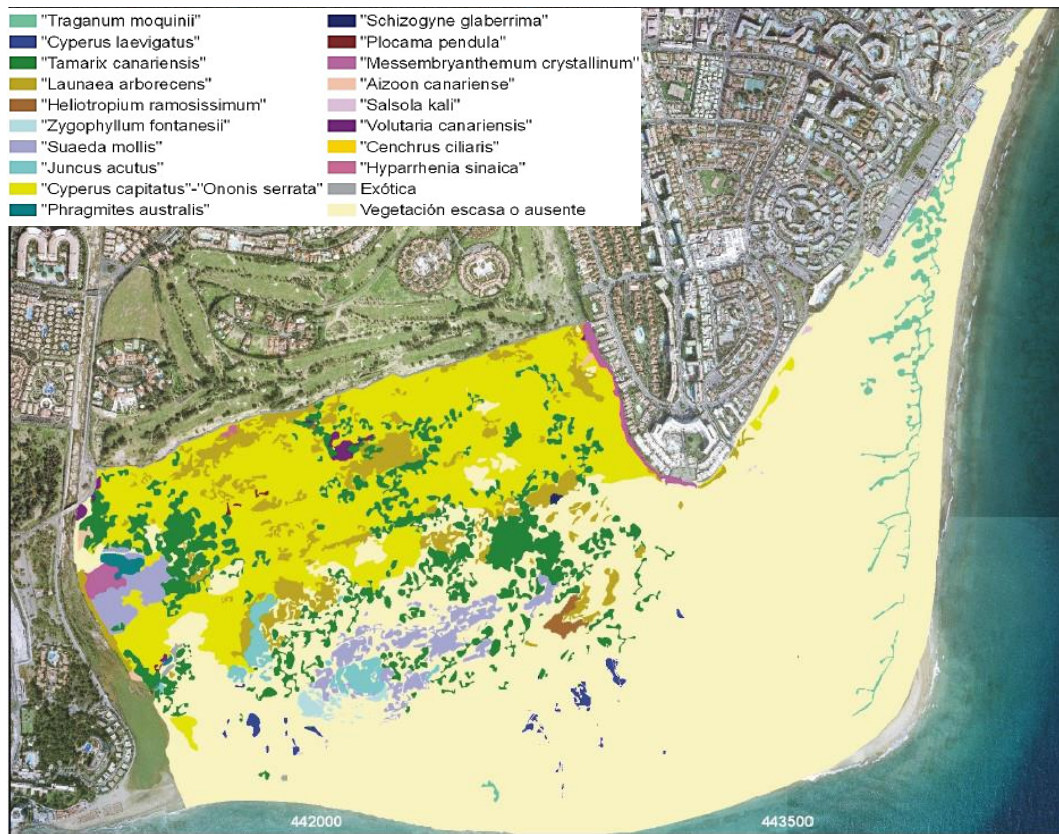 "Traganum moquinii"
"Cyperus laevigatus"
"Tamarix canariensis"
"Launaea arborecens"
"Heliotropium ramosissimum"
"Zygophyllum fontanesii"
"Suaeda mollis"
"Juncus acutus"
"Cyperus capitatus"-"Ononis serrata"
"Phragmites australis"
"Schizogyne glaberrima"
"Plocama pendula"
"Messembryanthemum crystallinum"
"Aizoon canariense"
"Salsola kali"
"Volutaria canariensis"
"Cenchrus ciliaris"
"Hyparrhenia sinaica"
Exótica
Vegetación escasa o ausente
442000
443500